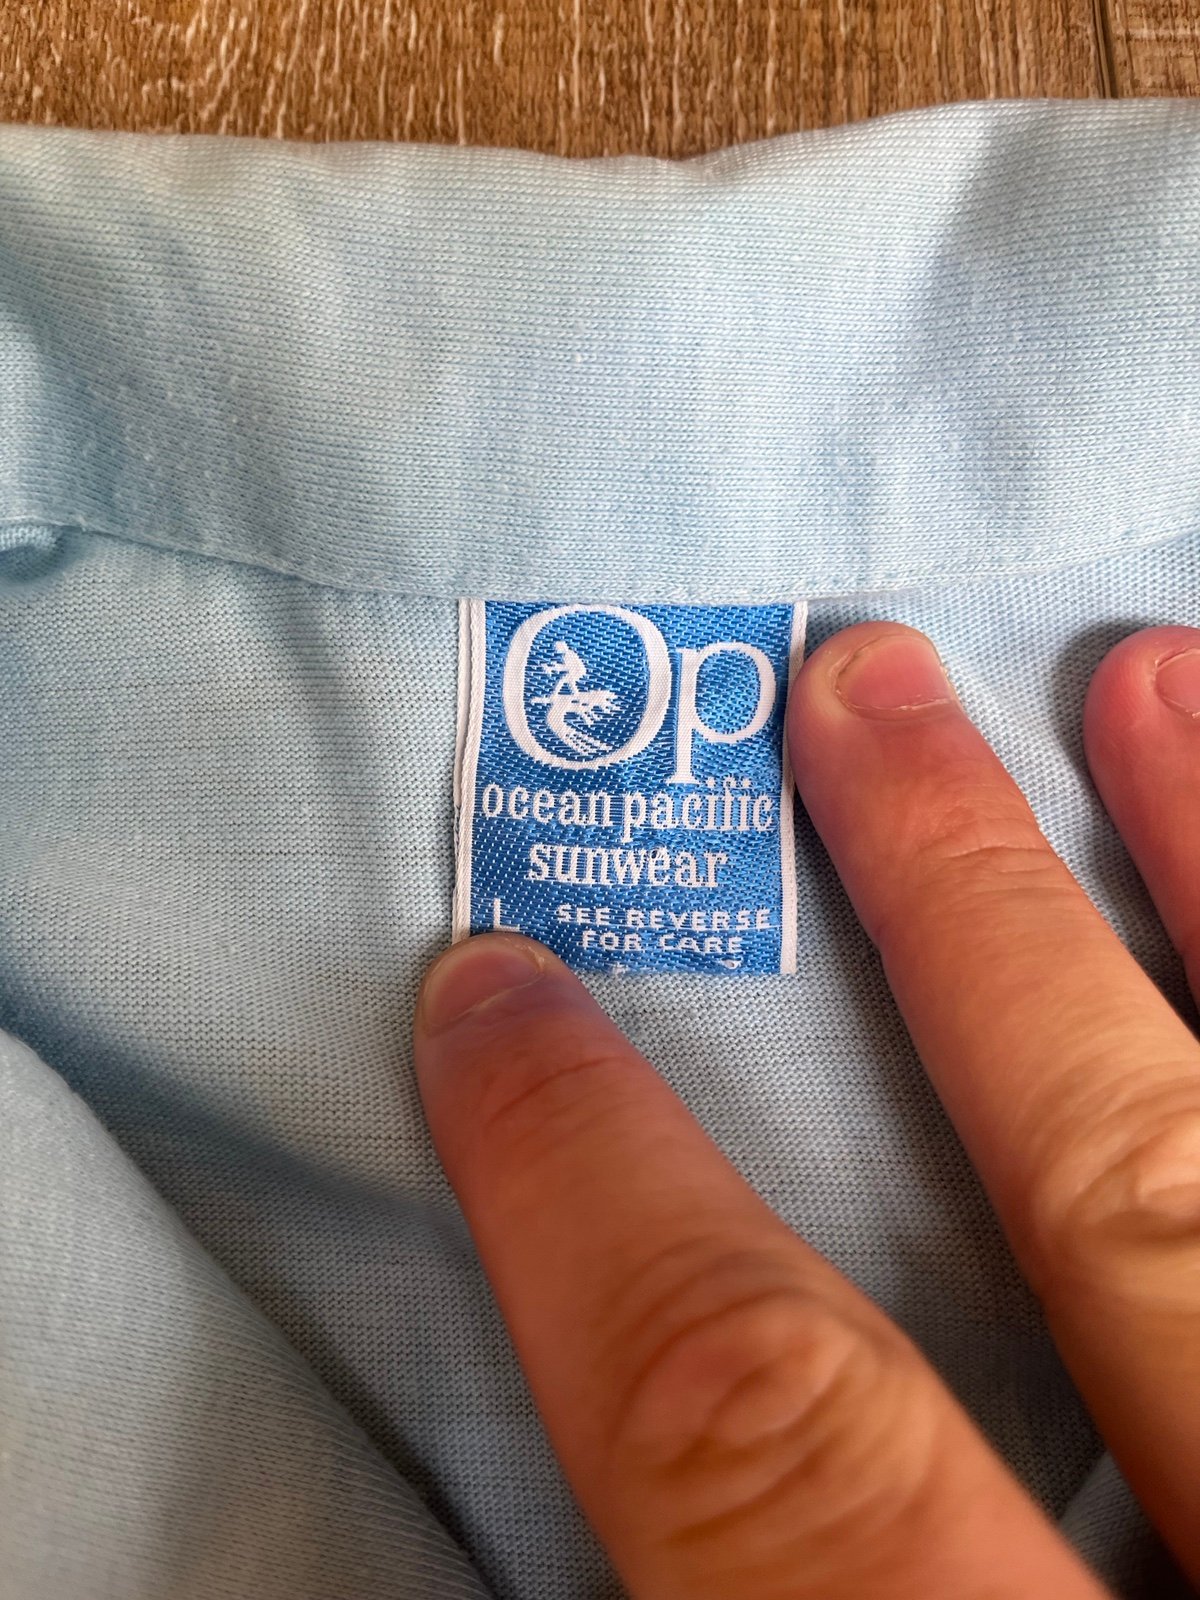 Op
ocean pacific
sunwear
L SEE REVERSE
FOR CARE